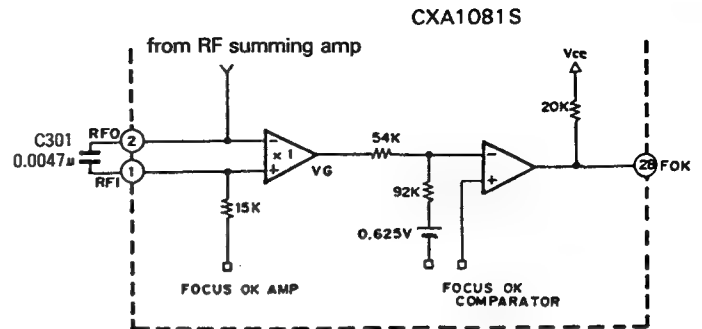 CXA1081S
from RF summing amp
Vcc
20K
C301
0.0047μ
RFO
2
− × 1
+
VG
54K
−
+
28
FOK
1
RFI
15K
92K
0.625V
FOCUS OK AMP
FOCUS OK
COMPARATOR